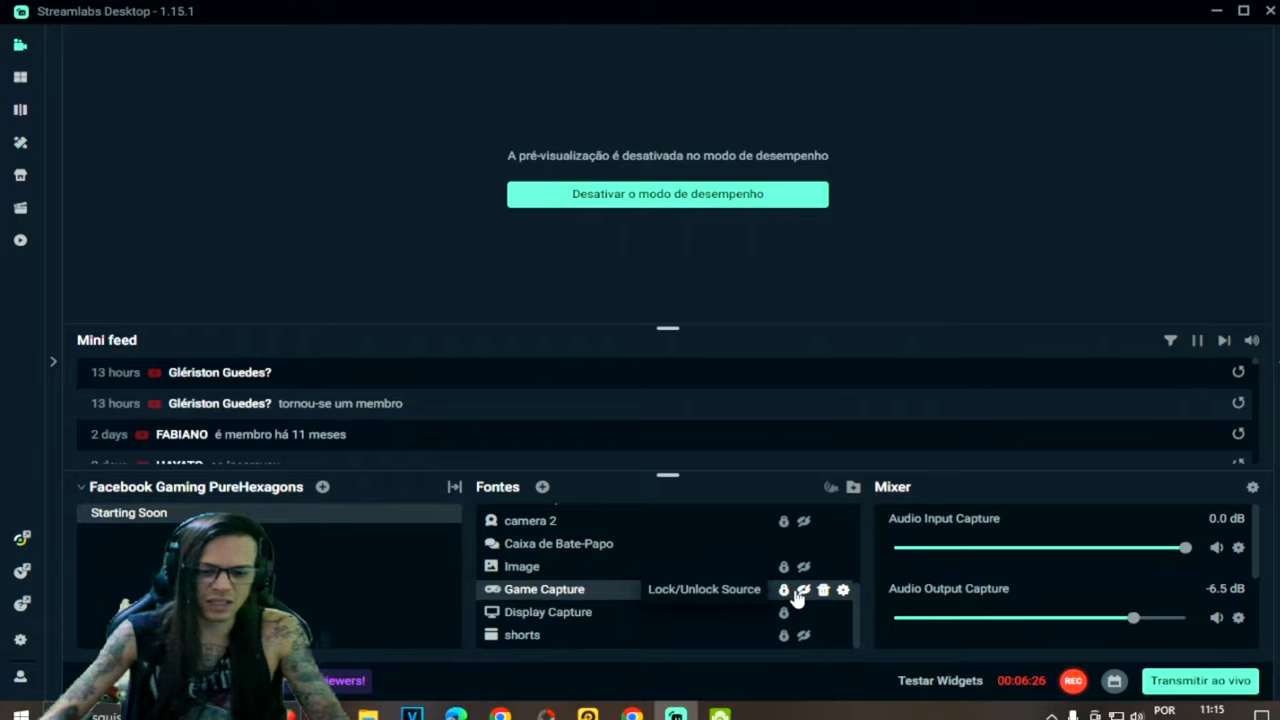 Streamlabs Desktop - 1.15.1
A pré-visualização é desativada no modo de desempenho
Desativar o modo de desempenho
Mini feed
13 hours Glériston Guedes?
13 hours Glériston Guedes? tornou-se um membro
2 days FABIANO é membro há 11 meses
Facebook Gaming PureHexagons
Starting Soon
Fontes
camera 2
Caixa de Bate-Papo
Image
Game Capture Lock/Unlock Source
Display Capture
shorts
Mixer
Audio Input Capture 0.0 dB
Audio Output Capture -6.5 dB
ewers!
Testar Widgets 00:06:26 REC Transmitir ao vivo
squis
POR 11:15